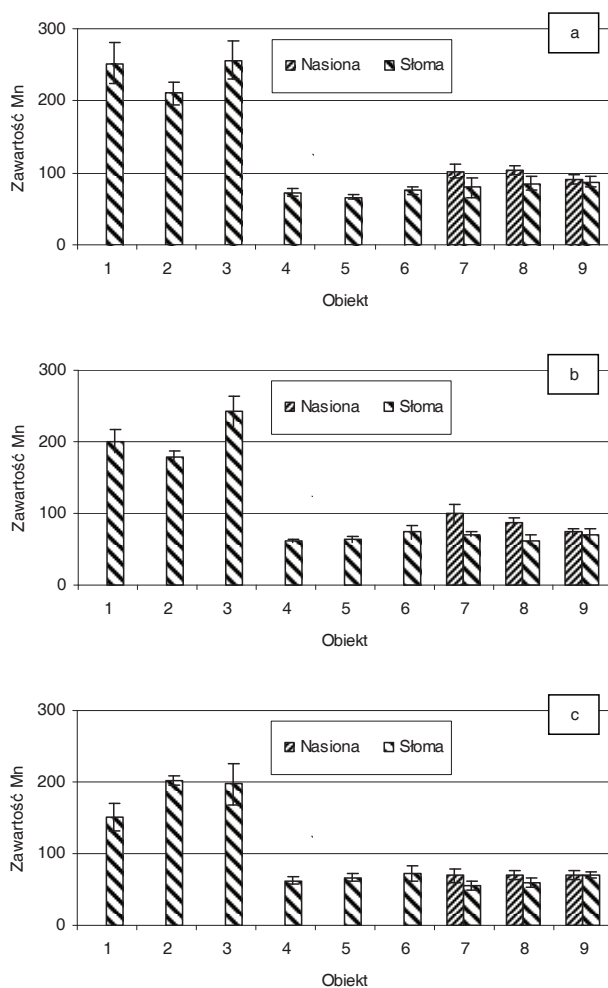 a
300
Nasiona Słoma
200
100
0
Zawartość Mn
1 2 3 4 5 6 7 8 9
Obiekt
b
300
Nasiona Słoma
200
100
0
Zawartość Mn
1 2 3 4 5 6 7 8 9
Obiekt
c
300
Nasiona Słoma
200
100
0
Zawartość Mn
1 2 3 4 5 6 7 8 9
Obiekt